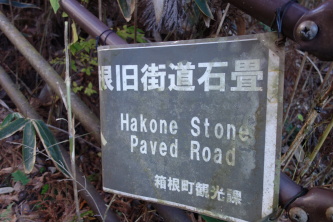 根旧街道石畳
Hakone Stone
Paved Road
箱根町観光課